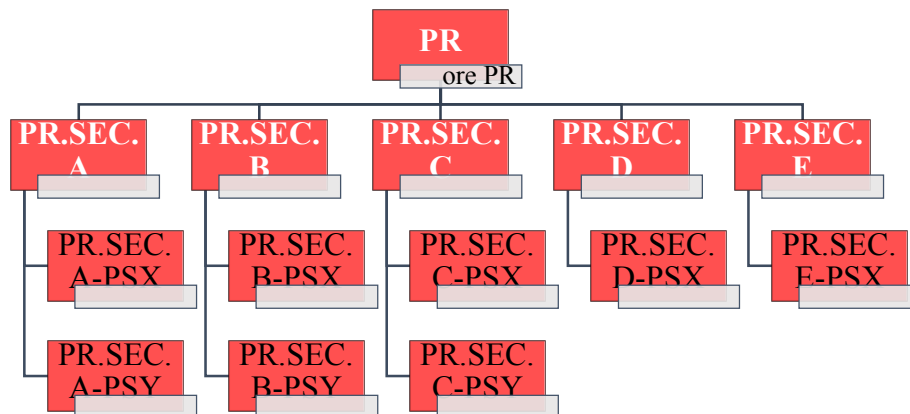 PR
ore PR
PR.SEC.
A
PR.SEC.
B
PR.SEC.
C
PR.SEC.
D
PR.SEC.
E
PR.SEC.
A-PSX
PR.SEC.
B-PSX
PR.SEC.
C-PSX
PR.SEC.
D-PSX
PR.SEC.
E-PSX
PR.SEC.
A-PSY
PR.SEC.
B-PSY
PR.SEC.
C-PSY